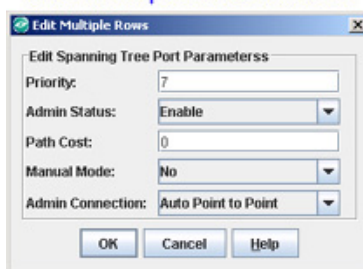 Edit Multiple Rows
Edit Spanning Tree Port Parameterss
Priority: 7
Admin Status: Enable
Path Cost: 0
Manual Mode: No
Admin Connection: Auto Point to Point
OK Cancel Help